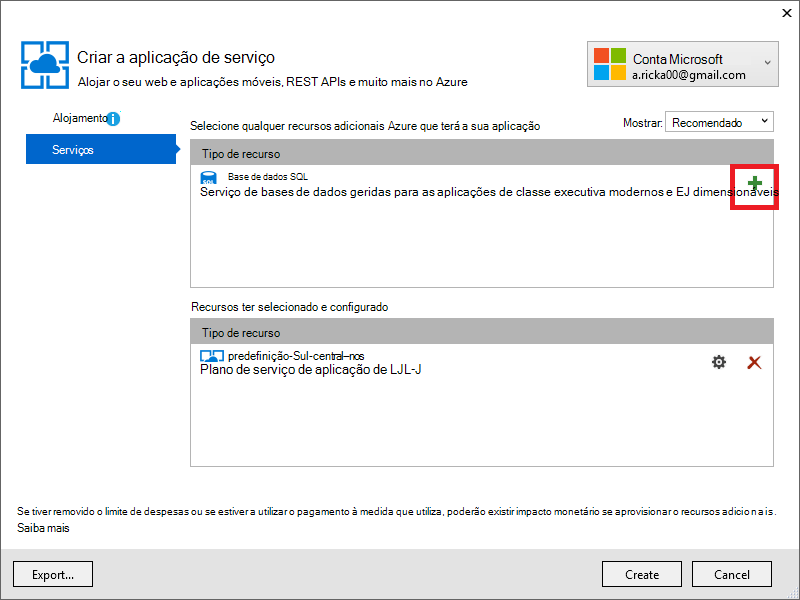 Criar a aplicação de serviço
Alojar o seu web e aplicações móveis, REST APIs e muito mais no Azure
Conta Microsoft
a.ricka00@gmail.com
Alojamento
Serviços
Selecione qualquer recursos adicionais Azure que terá a sua aplicação
Mostrar: Recomendado
Tipo de recurso
SQL
Base de dados SQL
Serviço de bases de dados geridas para as aplicações de classe executiva modernos e EJ dimensionáveis
Recursos ter selecionado e configurado
Tipo de recurso
predefinição-Sul-central–nos
Plano de serviço de aplicação de LJL-J
Se tiver removido o limite de despesas ou se estiver a utilizar o pagamento à medida que utiliza, poderão existir impacto monetário se aprovisionar o recursos adicionais.
Saiba mais
Export...
Create
Cancel